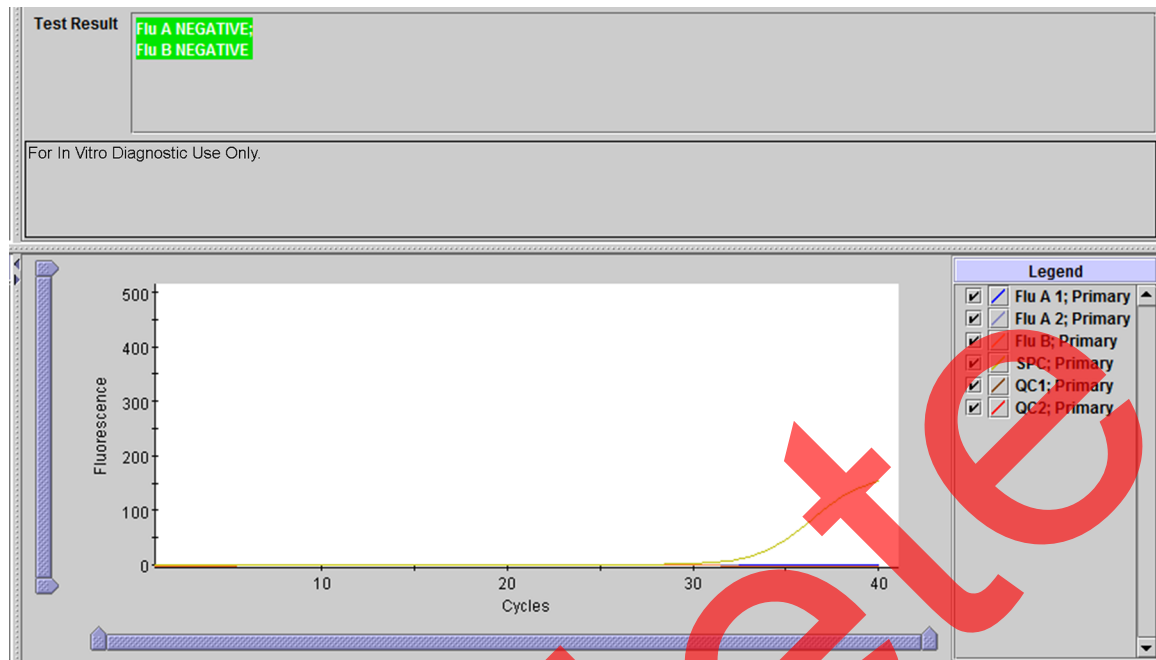 Test Result
Flu A NEGATIVE;
Flu B NEGATIVE
For In Vitro Diagnostic Use Only.
Legend
Flu A 1; Primary
Flu A 2; Primary
Flu B; Primary
SPC; Primary
QC1; Primary
QC2; Primary
500
400
300
200
100
0
Fluorescence
10
20
30
40
Cycles
ete